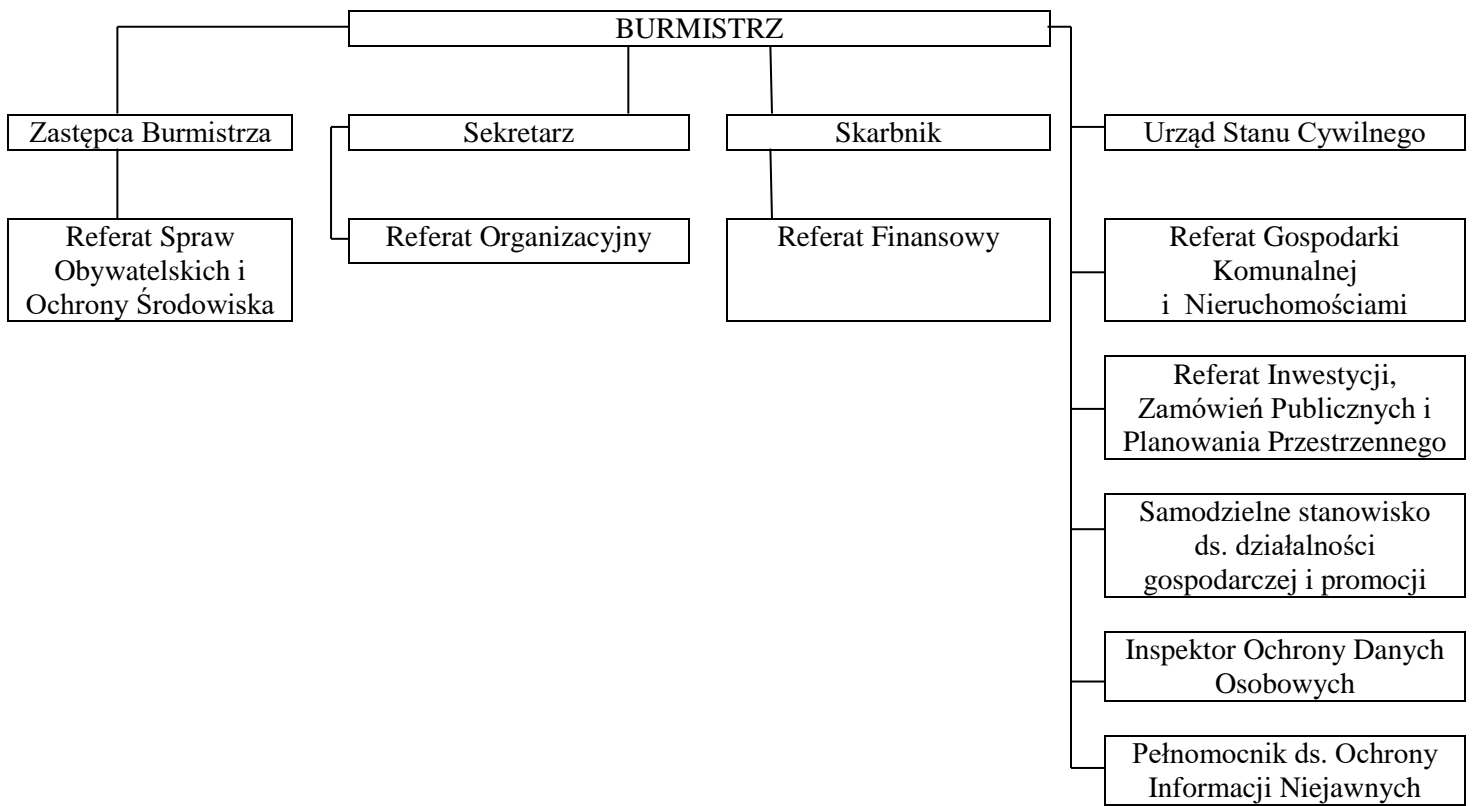 BURMISTRZ
Zastępca Burmistrza
Sekretarz
Skarbnik
Urząd Stanu Cywilnego
Referat Spraw
Obywatelskich i
Ochrony Środowiska
Referat Organizacyjny
Referat Finansowy
Referat Gospodarki
Komunalnej
i Nieruchomościami
Referat Inwestycji,
Zamówień Publicznych i
Planowania Przestrzennego
Samodzielne stanowisko
ds. działalności
gospodarczej i promocji
Inspektor Ochrony Danych
Osobowych
Pełnomocnik ds. Ochrony
Informacji Niejawnych